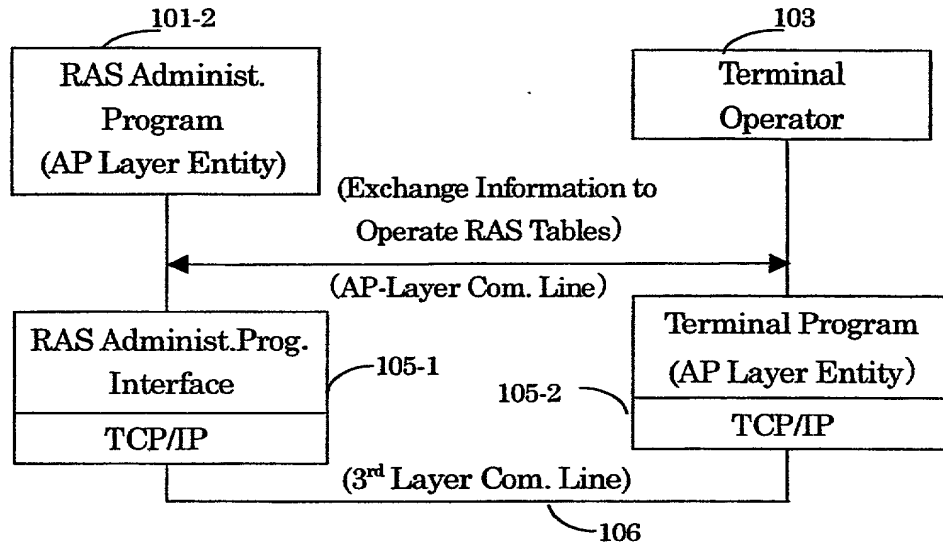 101-2
103
RAS Administ.
Program
(AP Layer Entity)
Terminal
Operator
(Exchange Information to
Operate RAS Tables)
(AP-Layer Com. Line)
RAS Administ.Prog.
Interface
TCP/IP
105-1
Terminal Program
(AP Layer Entity)
TCP/IP
105-2
(3rd Layer Com. Line)
106